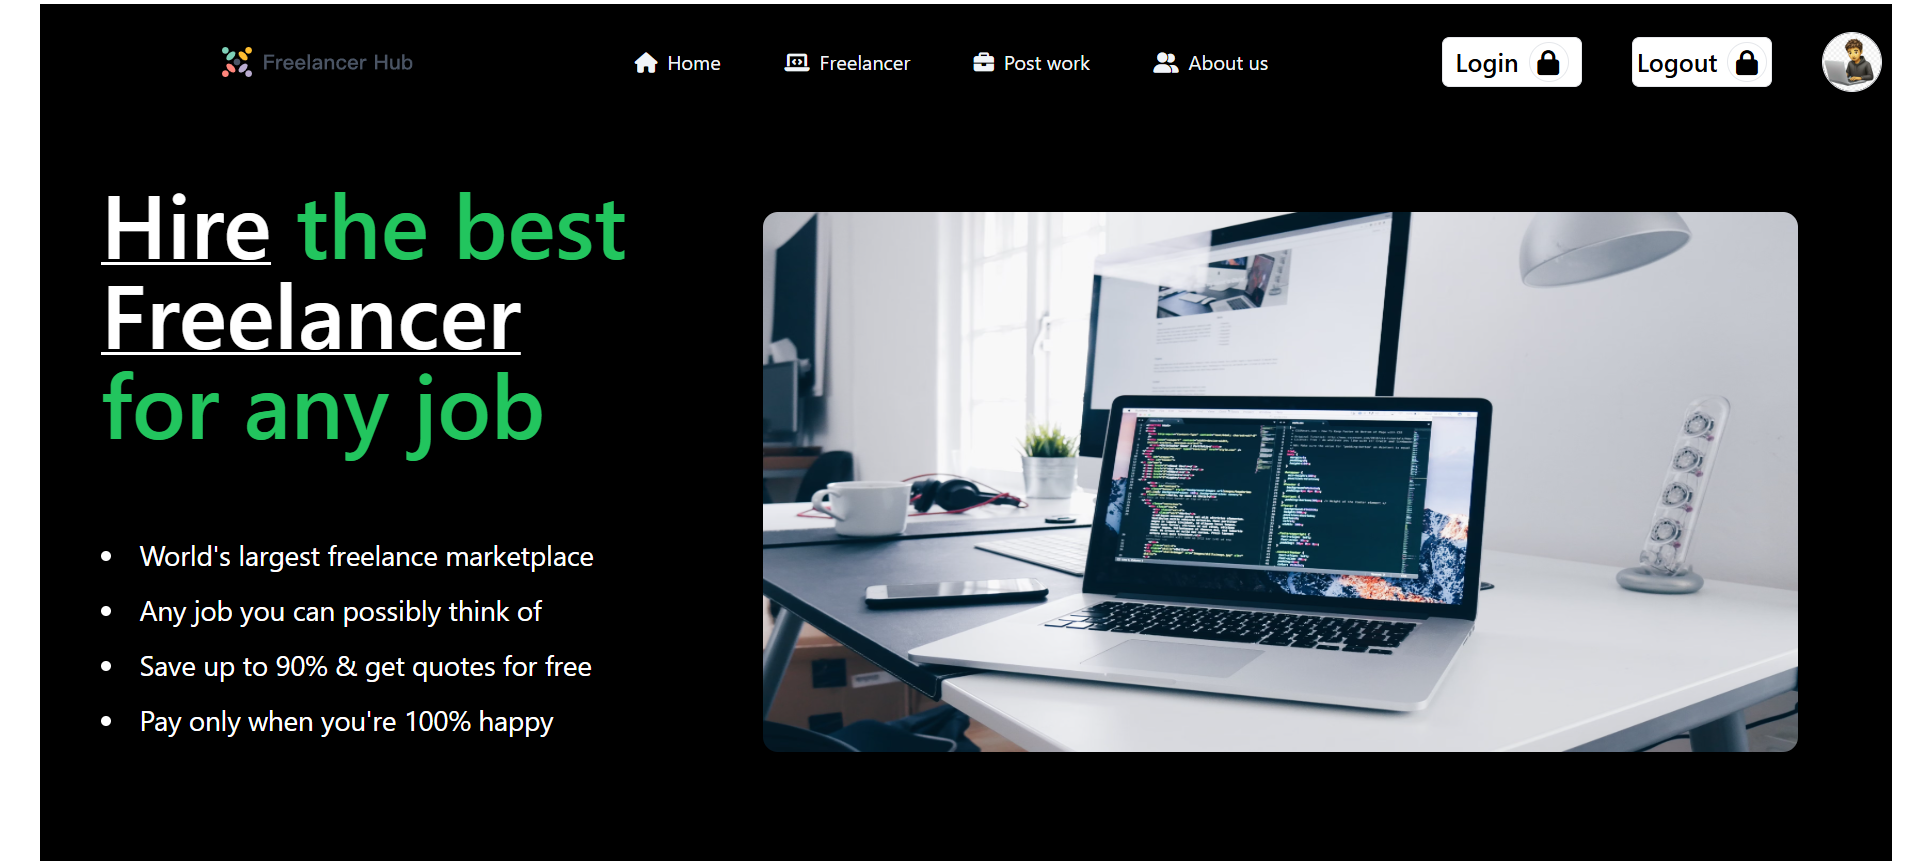 Freelancer Hub
Home
Freelancer
Post work
About us
Login
Logout
Hire the best
Freelancer
for any job
World's largest freelance marketplace
Any job you can possibly think of
Save up to 90% & get quotes for free
Pay only when you're 100% happy